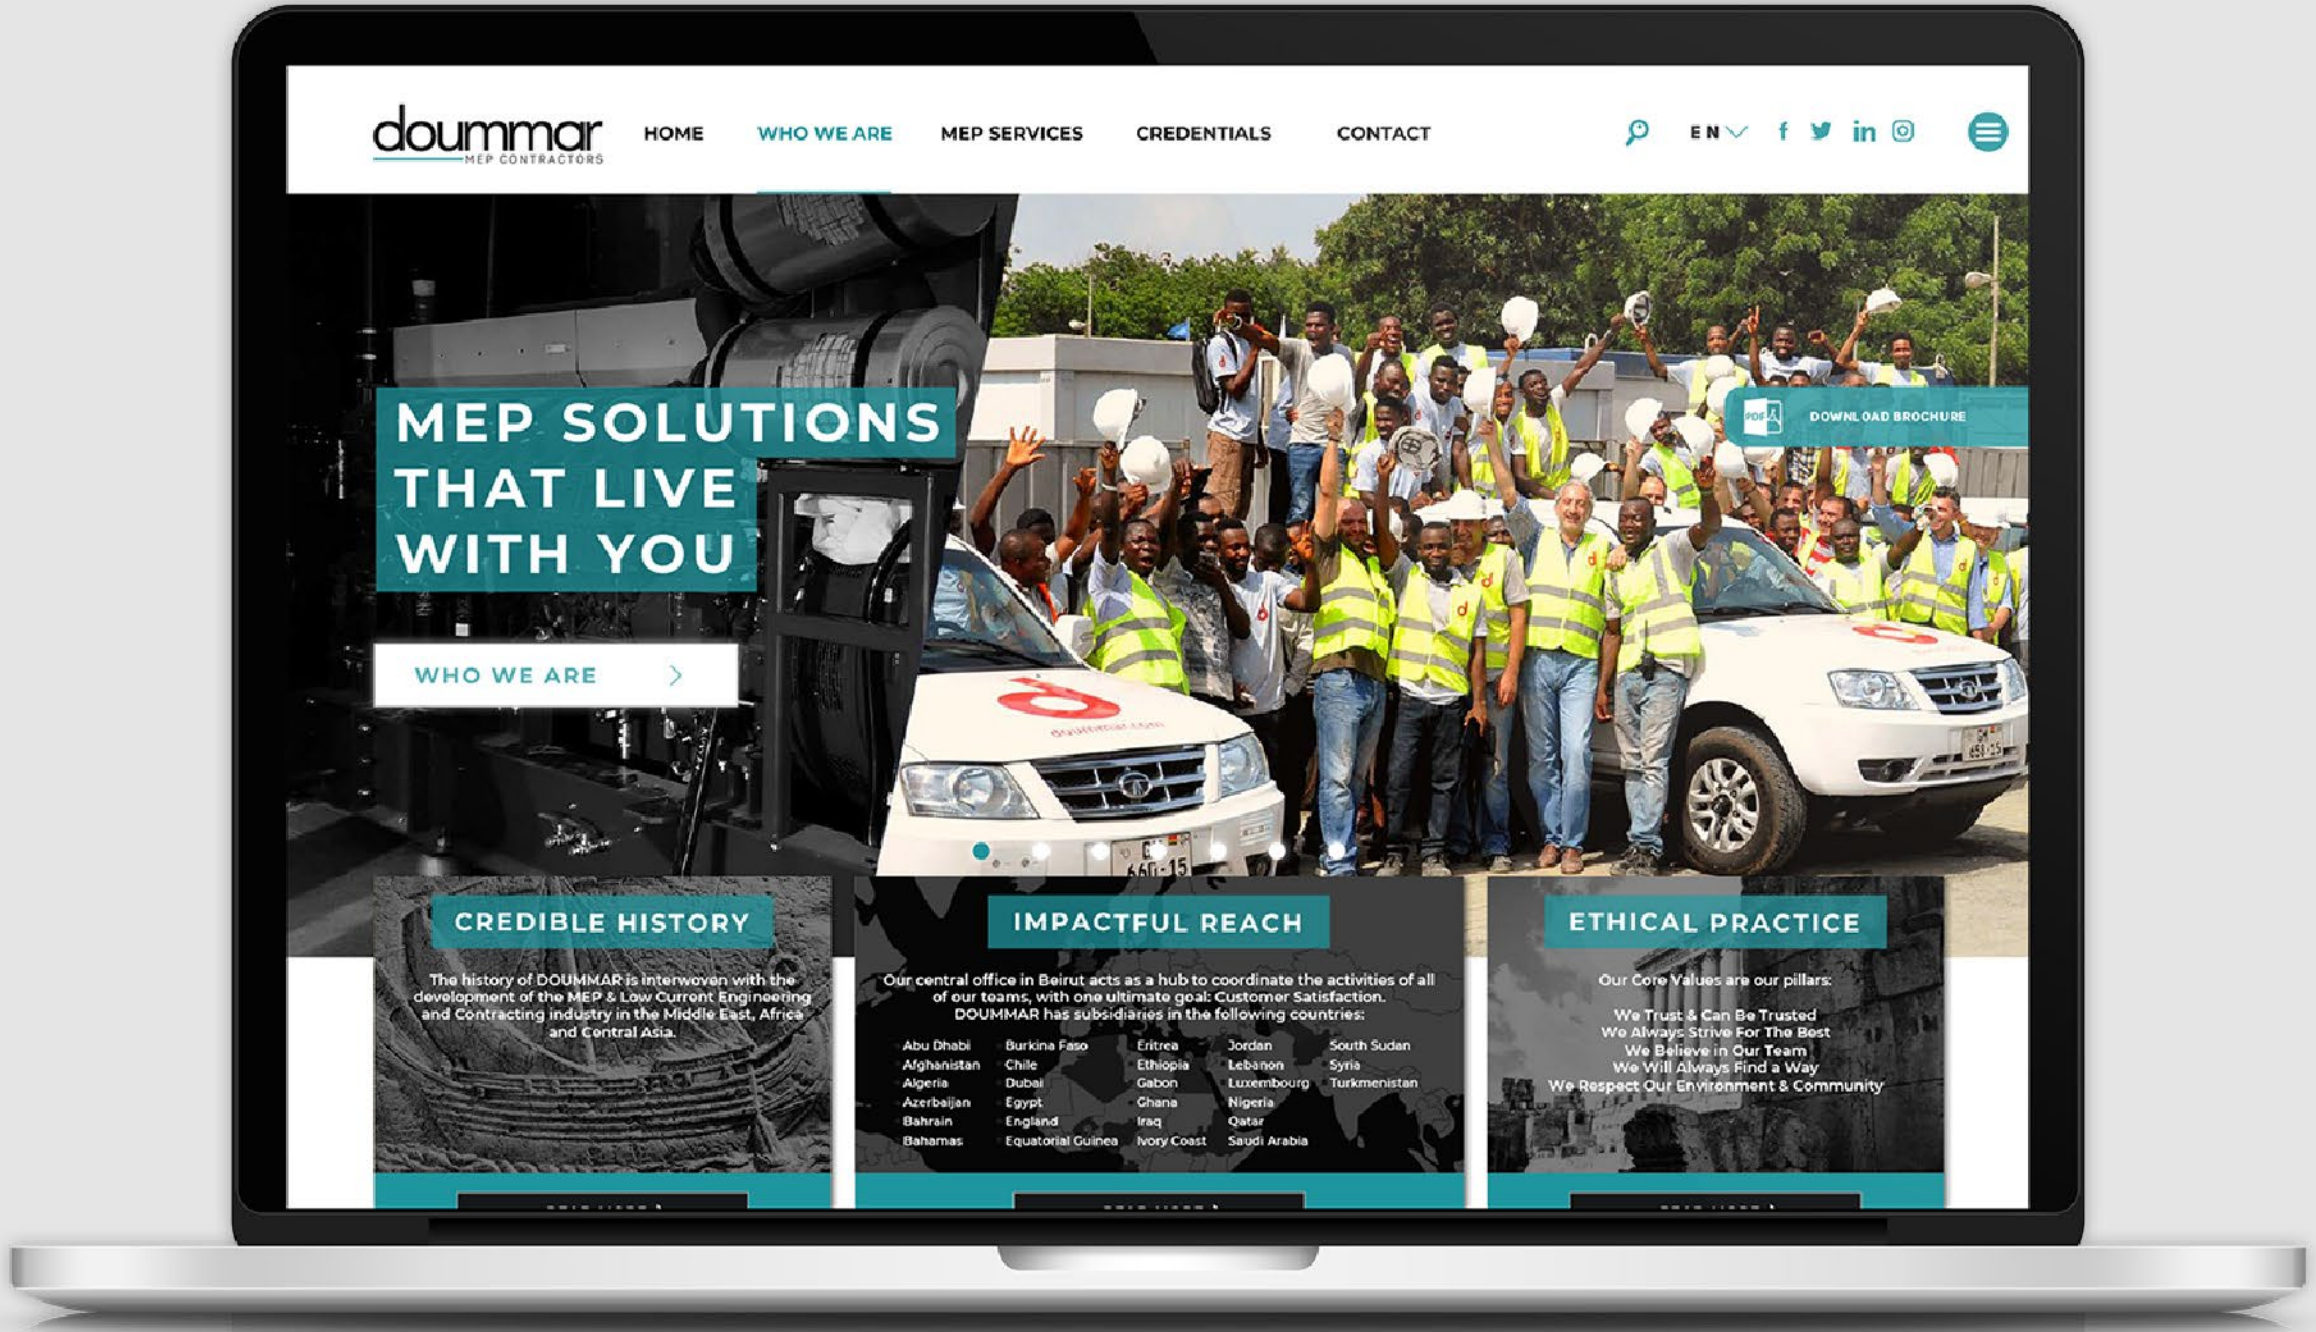 doummar
MEP CONTRACTORS
HOME
WHO WE ARE
MEP SERVICES
CREDENTIALS
CONTACT
EN
f
in
MEP SOLUTIONS
THAT LIVE
WITH YOU
PDF
DOWNLOAD BROCHURE
WHO WE ARE
d
doummar.com
CREDIBLE HISTORY
The history of DOUMMAR is interwoven with the
development of the MEP & Low Current Engineering
and Contracting industry in the Middle East, Africa
and Central Asia.
IMPACTFUL REACH
Our central office in Beirut acts as a hub to coordinate the activities of all
of our teams, with one ultimate goal: Customer Satisfaction.
DOUMMAR has subsidiaries in the following countries:
Abu Dhabi
Afghanistan
Algeria
Azerbaijan
Bahrain
Bahamas
Burkina Faso
Chile
Dubai
Egypt
England
Equatorial Guinea
Eritrea
Ethiopia
Gabon
Ghana
Iraq
Ivory Coast
Jordan
Lebanon
Luxembourg
Nigeria
Qatar
Saudi Arabia
South Sudan
Syria
Turkmenistan
ETHICAL PRACTICE
Our Core Values are our pillars:
We Trust & Can Be Trusted
We Always Strive For The Best
We Believe in Our Team
We Will Always Find a Way
We Respect Our Environment & Community